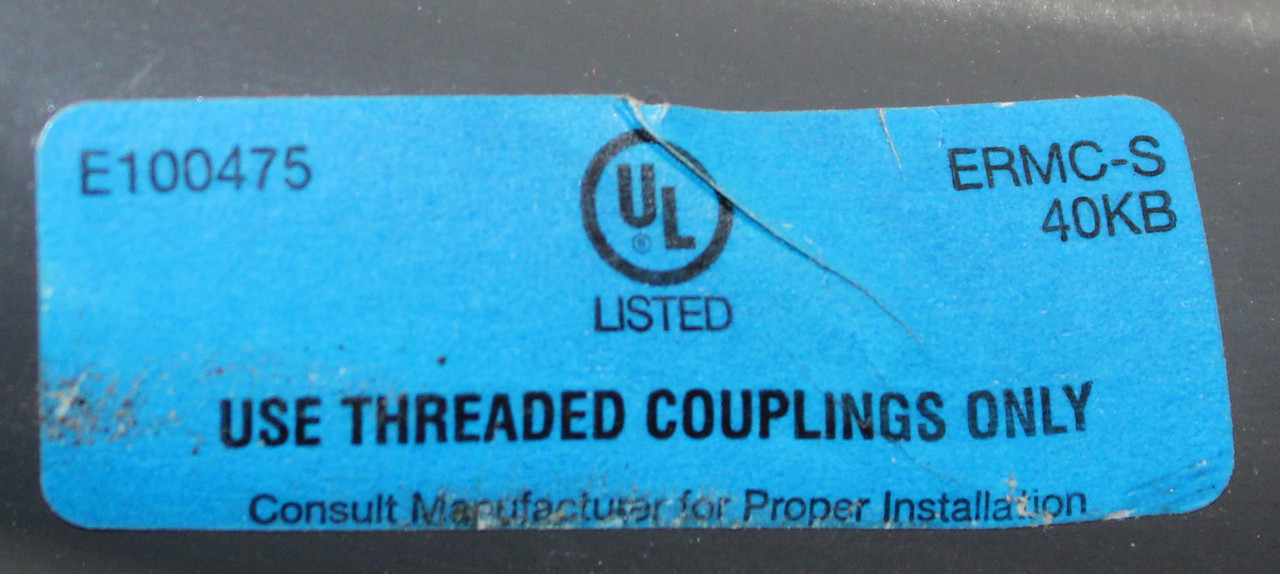 E100475
ERMC-S
40KB
UL
®
LISTED
USE THREADED COUPLINGS ONLY
Consult Manufacturer for Proper Installation